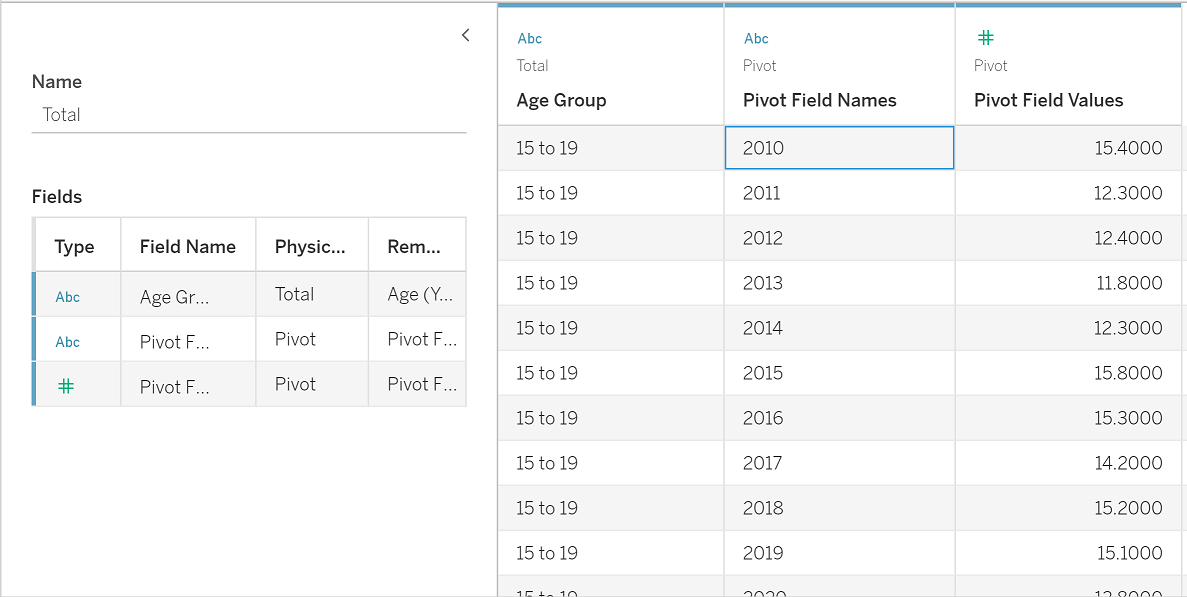 Name
Total
Fields
Type Field Name Physic... Rem...
Abc Age Gr... Total Age (Y...
Abc Pivot F... Pivot Pivot F...
# Pivot F... Pivot Pivot F...
Abc Abc #
Total Pivot Pivot
Age Group Pivot Field Names Pivot Field Values
15 to 19 2010 15.4000
15 to 19 2011 12.3000
15 to 19 2012 12.4000
15 to 19 2013 11.8000
15 to 19 2014 12.3000
15 to 19 2015 15.8000
15 to 19 2016 15.3000
15 to 19 2017 14.2000
15 to 19 2018 15.2000
15 to 19 2019 15.1000
15 to 19 2020